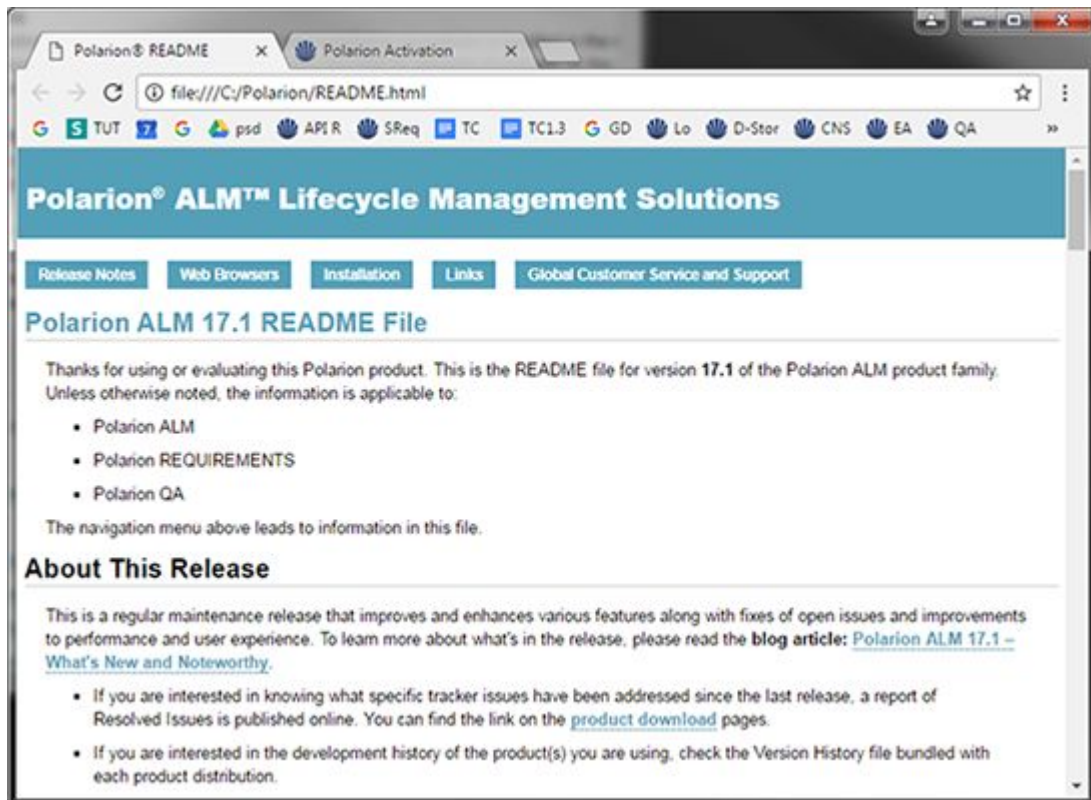 Polarion® README
Polarion Activation
file:///C:/Polarion/README.html
G TUT 7 G psd API R SReq TC TC1.3 G GD Lo D-Stor CNS EA QA »
Polarion® ALM™ Lifecycle Management Solutions
Release Notes Web Browsers Installation Links Global Customer Service and Support
Polarion ALM 17.1 README File
Thanks for using or evaluating this Polarion product. This is the README file for version 17.1 of the Polarion ALM product family.
Unless otherwise noted, the information is applicable to:
• Polarion ALM
• Polarion REQUIREMENTS
• Polarion QA
The navigation menu above leads to information in this file.
About This Release
This is a regular maintenance release that improves and enhances various features along with fixes of open issues and improvements
to performance and user experience. To learn more about what's in the release, please read the blog article: Polarion ALM 17.1 –
What's New and Noteworthy.
• If you are interested in knowing what specific tracker issues have been addressed since the last release, a report of
Resolved Issues is published online. You can find the link on the product download pages.
• If you are interested in the development history of the product(s) you are using, check the Version History file bundled with
each product distribution.